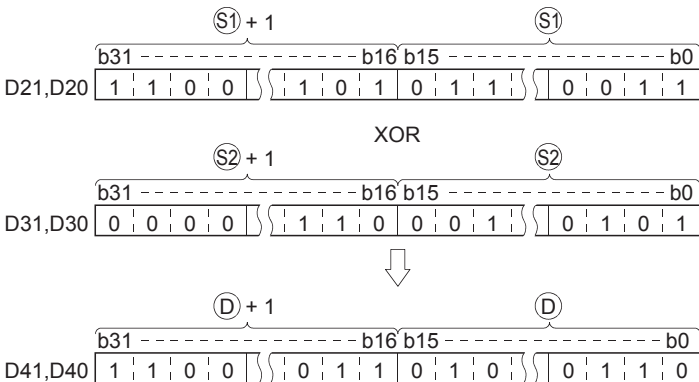 S1 + 1 S1
b31 b16 b15 b0
D21,D20 1 1 0 0 1 0 1 0 1 1 0 0 1 1
XOR
S2 + 1 S2
b31 b16 b15 b0
D31,D30 0 0 0 0 1 1 0 0 0 1 0 1 0 1
D + 1 D
b31 b16 b15 b0
D41,D40 1 1 0 0 0 1 1 0 1 0 0 1 1 0